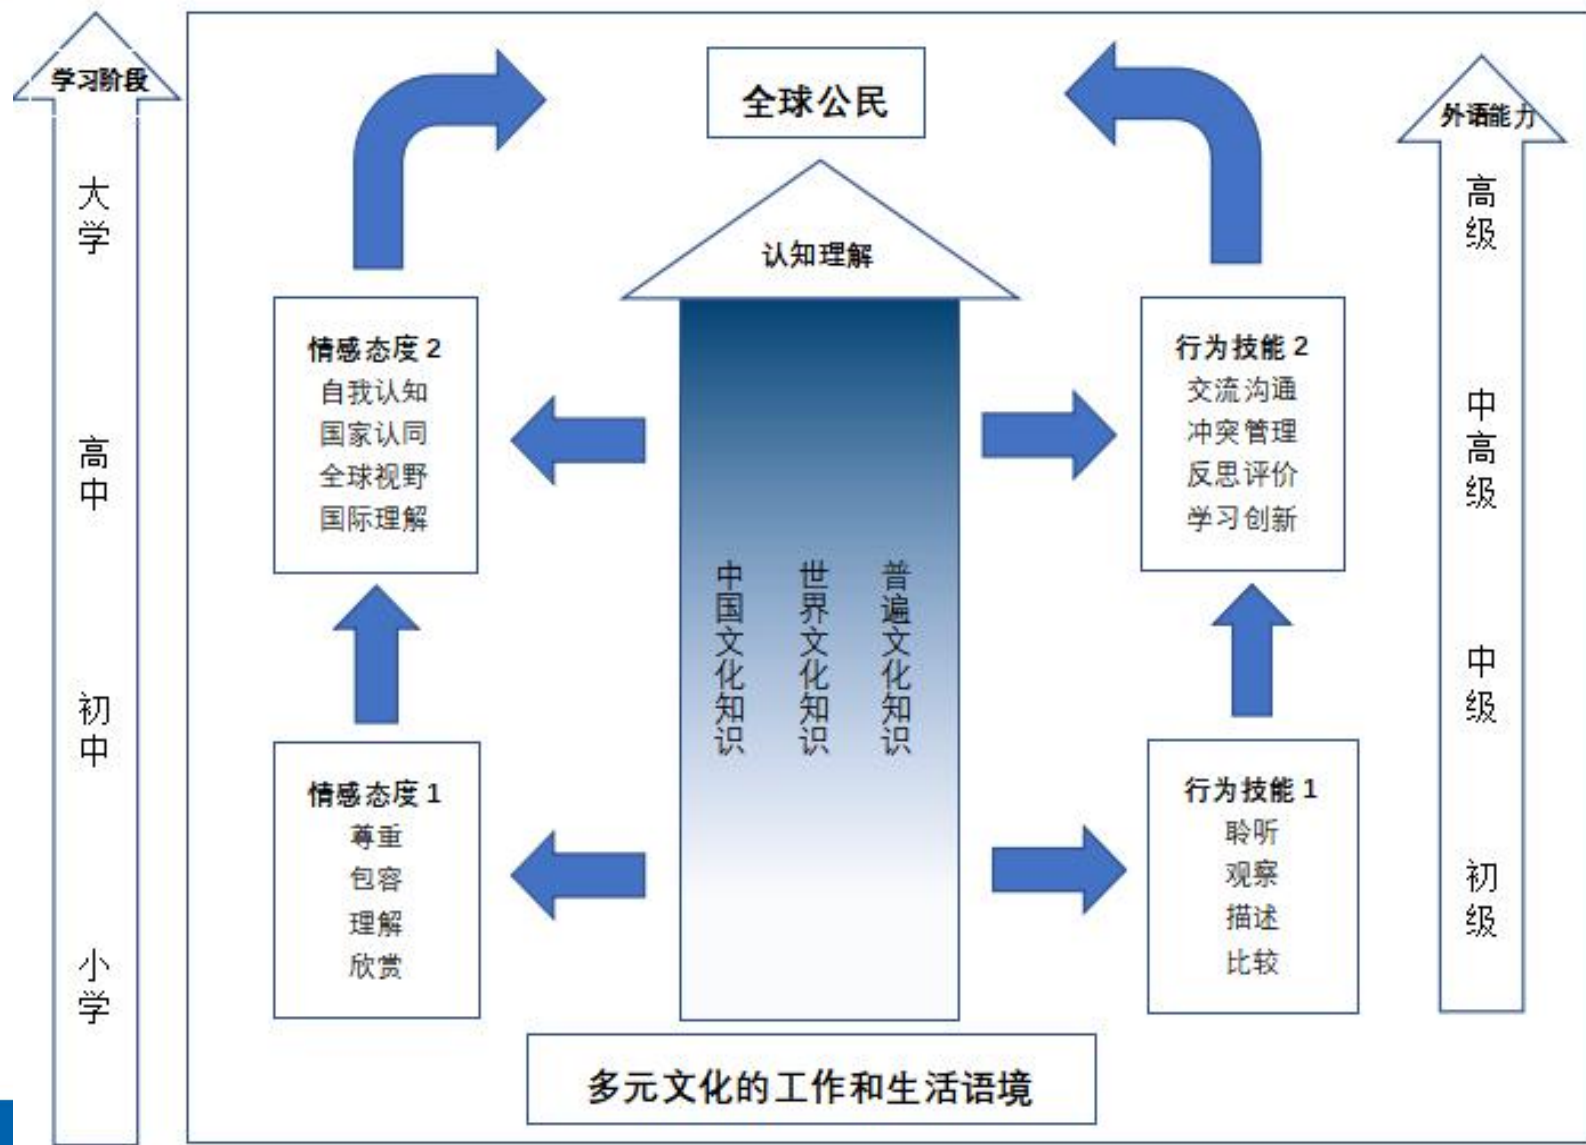 学习阶段
大学
高中
初中
小学
全球公民
认知理解
中国文化知识
世界文化知识
普遍文化知识
情感态度 2
自我认知
国家认同
全球视野
国际理解
情感态度 1
尊重
包容
理解
欣赏
行为技能 2
交流沟通
冲突管理
反思评价
学习创新
行为技能 1
聆听
观察
描述
比较
多元文化的工作和生活语境
外语能力
高级
中高级
中级
初级